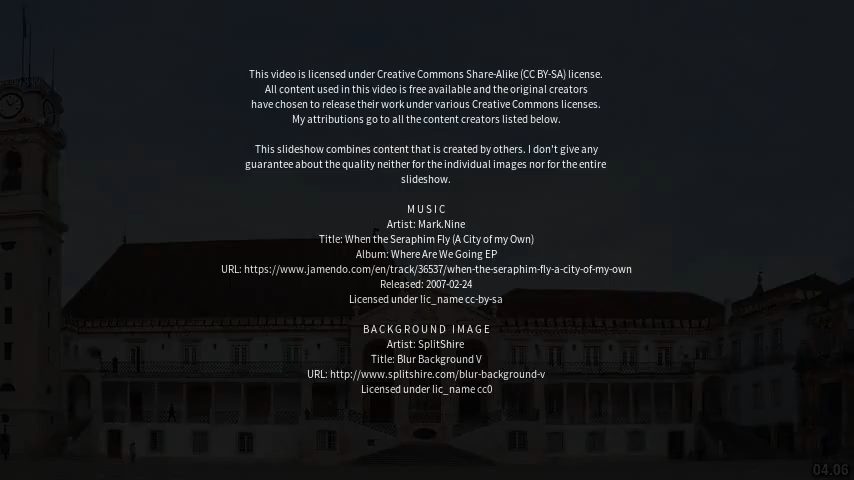 This video is licensed under Creative Commons Share-Alike (CC BY-SA) license.
All content used in this video is free available and the original creators
have chosen to release their work under various Creative Commons licenses.
My attributions go to all the content creators listed below.
This slideshow combines content that is created by others. I don't give any
guarantee about the quality neither for the individual images nor for the entire
slideshow.
MUSIC
Artist: Mark.Nine
Title: When the Seraphim Fly (A City of my Own)
Album: Where Are We Going EP
URL: https://www.jamendo.com/en/track/36537/when-the-seraphim-fly-a-city-of-my-own
Released: 2007-02-24
Licensed under lic_name cc-by-sa
BACKGROUND IMAGE
Artist: SplitShire
Title: Blur Background V
URL: http://www.splitshire.com/blur-background-v
Licensed under lic_name cc0
04.06